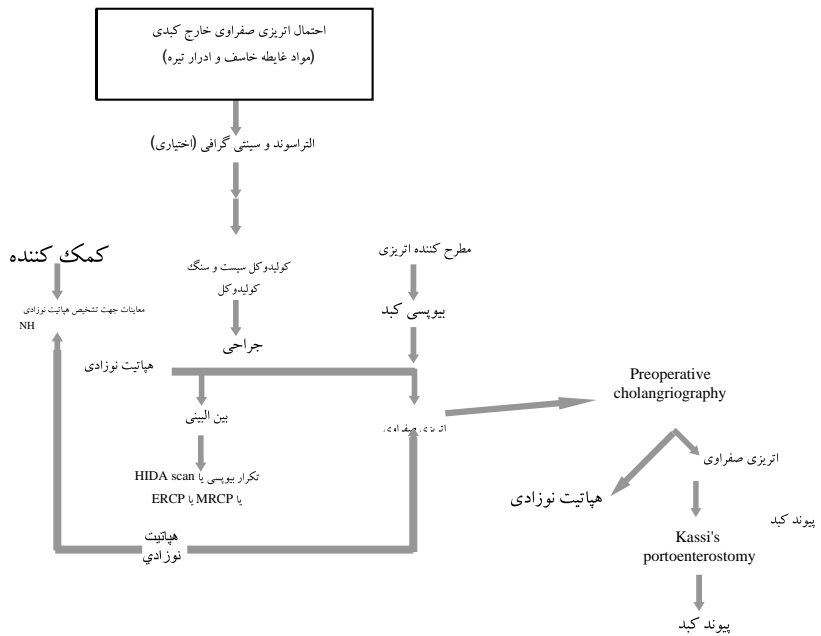 احتمال اتریزی صفراوی خارج کبدی
(مواد غایطه خاسف و ادرار تیره)
التراسوند و سینتی گرافی (اختیاری)
کمک کننده
معاینات جهت تشخیص هپاتیت نوزادی
NH
کولیدوکل سیست و سنگ
کولیدوکل
جراحی
مطرح کننده اتریزی
بیوپسی کبد
هپاتیت نوزادی
بین البینی
تکرار بیوپسی یا HIDA scan
یا MRCP یا ERCP
اتریزی صفراوی
هپاتیت
نوزادي
Preoperative
cholangriography
هپاتیت نوزادی
اتریزی صفراوی
Kassi's
portoenterostomy
پیوند کبد
پیوند کبد